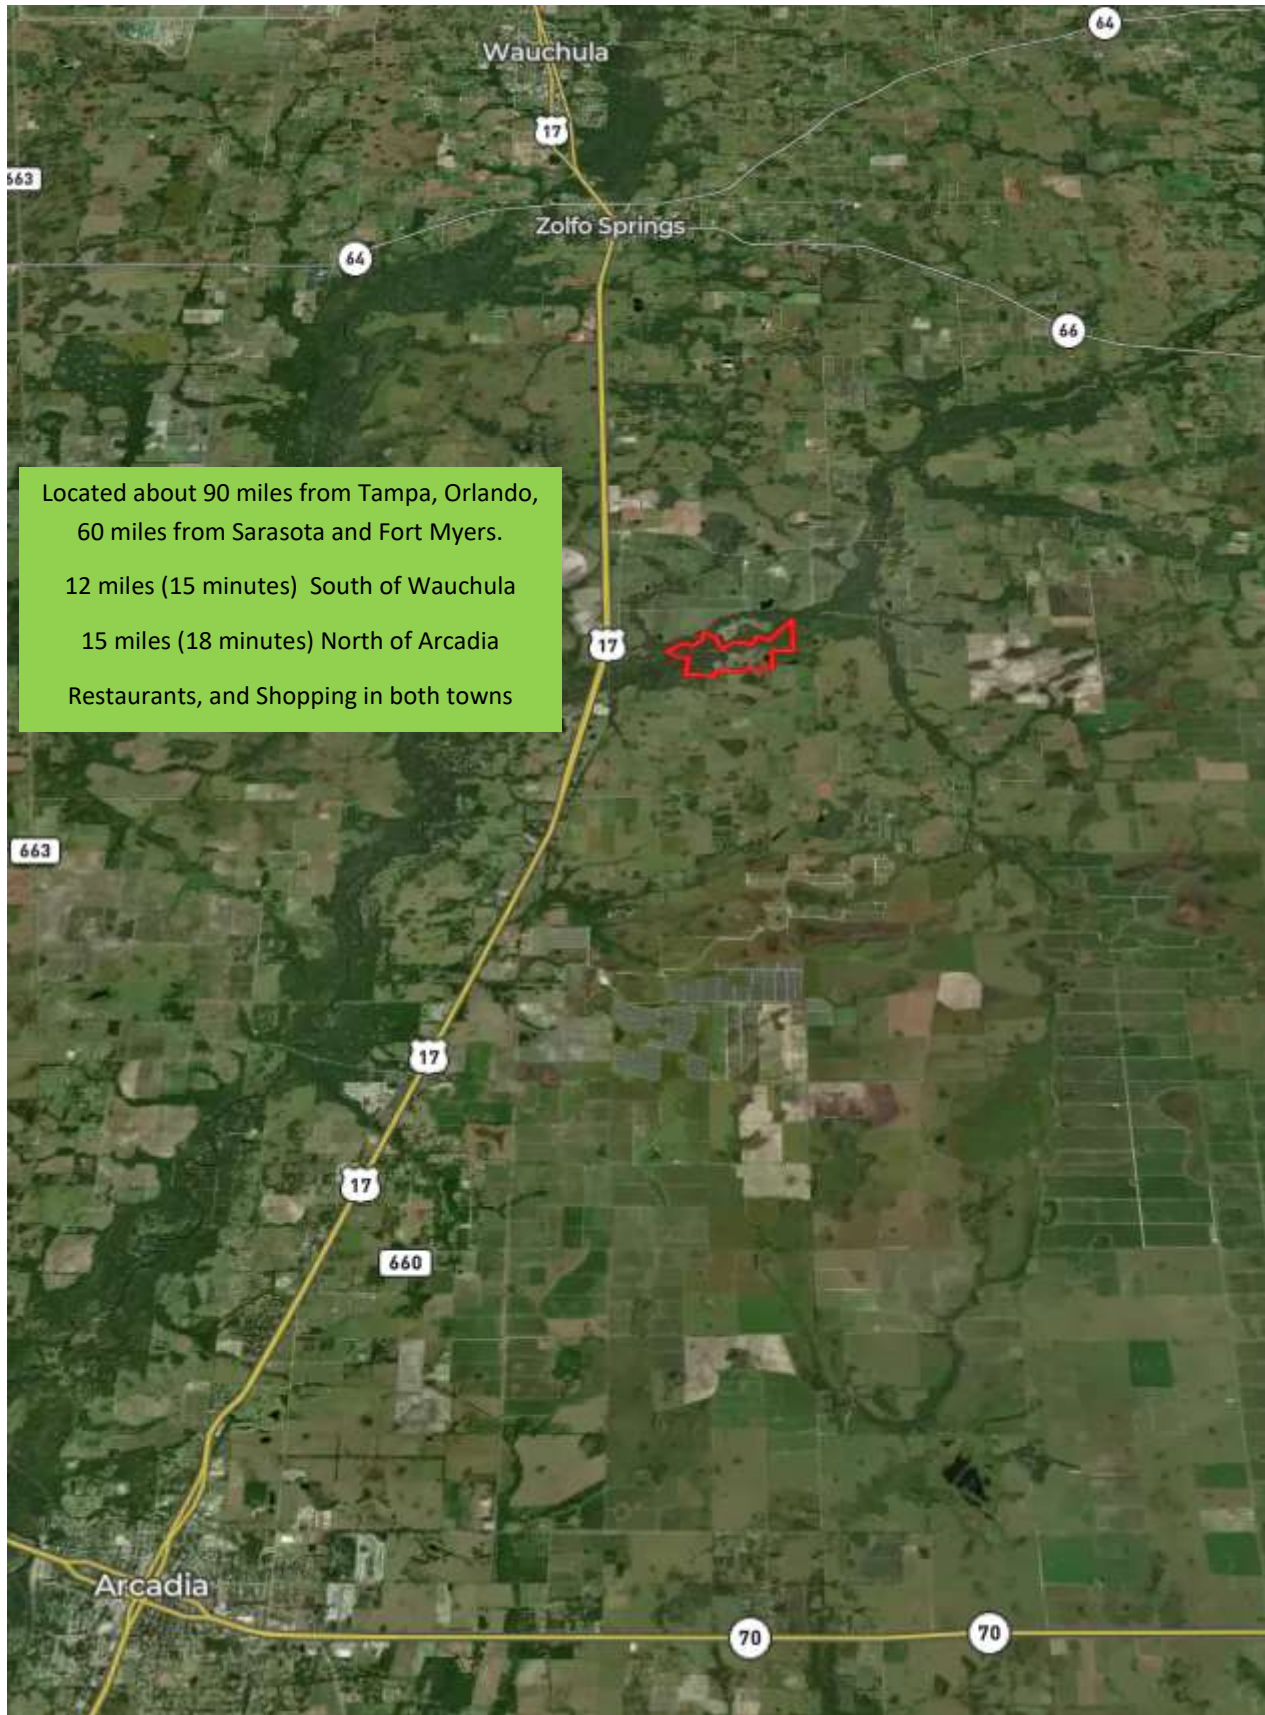 64
Wauchula
17
663
Zolfo Springs
64
66
Located about 90 miles from Tampa, Orlando,
60 miles from Sarasota and Fort Myers.
12 miles (15 minutes)  South of Wauchula
15 miles (18 minutes) North of Arcadia
Restaurants, and Shopping in both towns
17
663
17
17
660
Arcadia
70
70